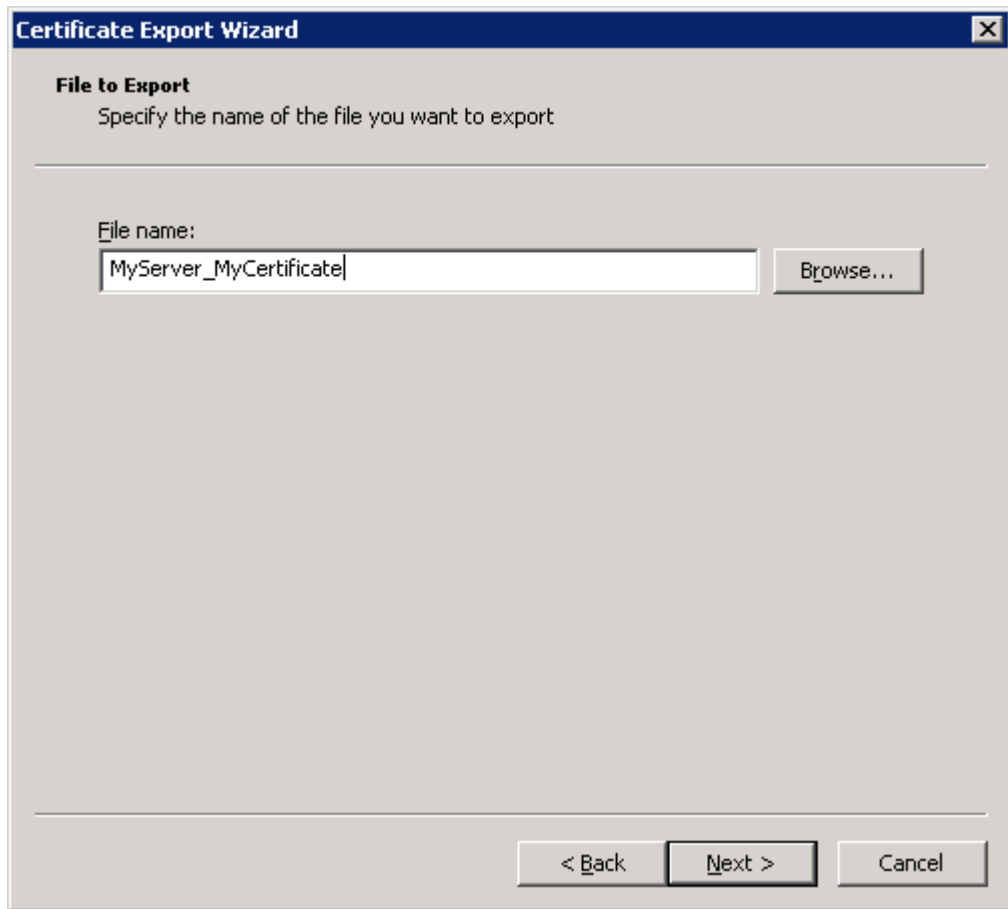 Certificate Export Wizard
File to Export
Specify the name of the file you want to export
File name:
MyServer_MyCertificate
Browse...
< Back
Next >
Cancel